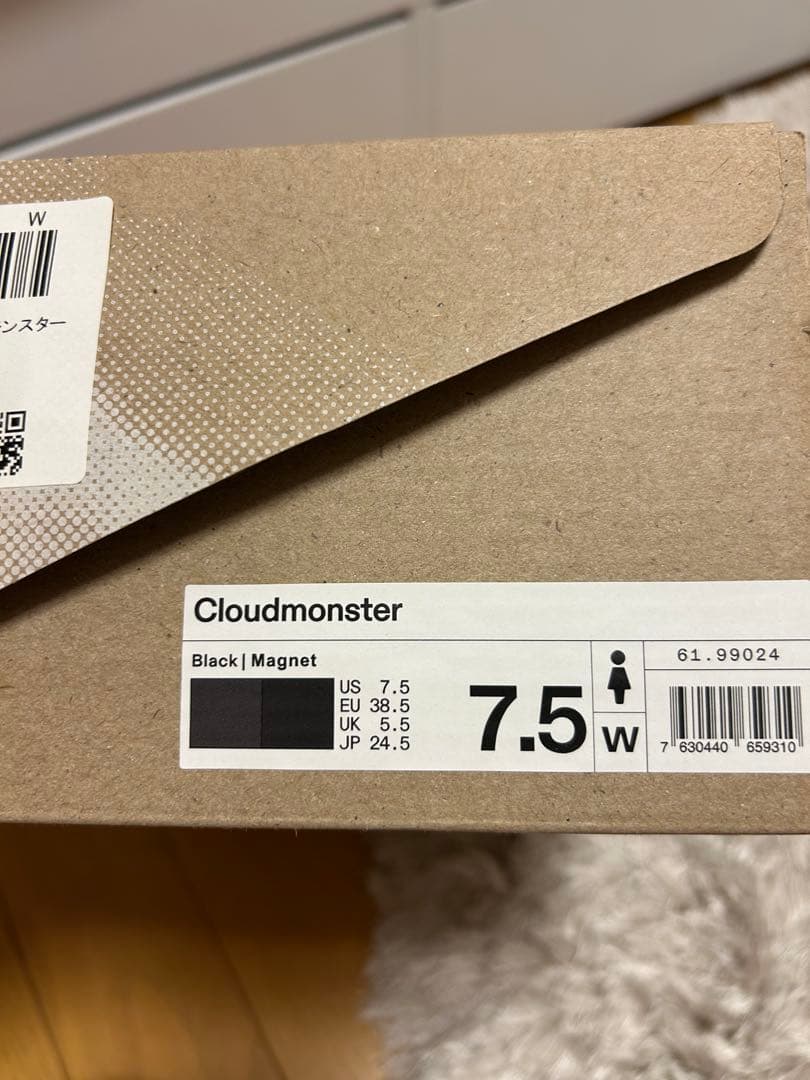 W
ンスター
Cloudmonster
Black|Magnet
US 7.5
EU 38.5
UK 5.5
JP 24.5
7.5
W
61.99024
7 630440 659310